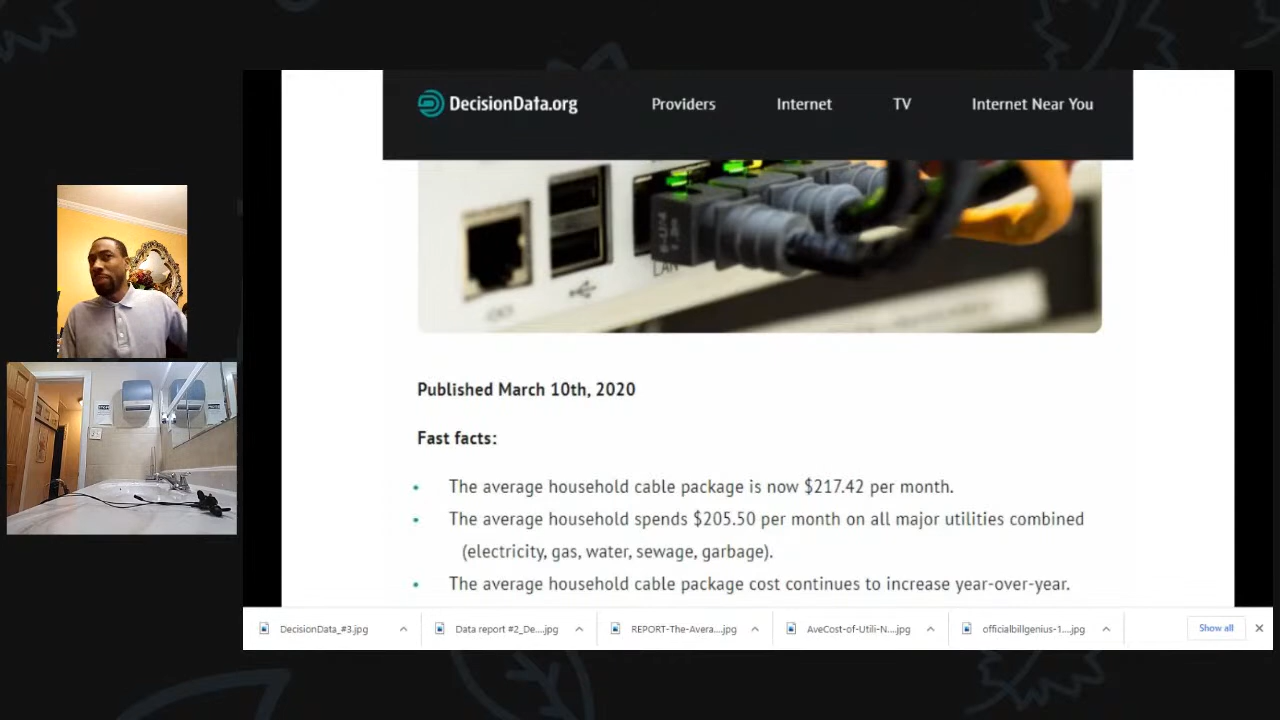 DecisionData.org
Providers
Internet
TV
Internet Near You
LAN
Published March 10th, 2020
Fast facts:
• The average household cable package is now $217.42 per month.
• The average household spends $205.50 per month on all major utilities combined
(electricity, gas, water, sewage, garbage).
• The average household cable package cost continues to increase year-over-year.
DecisionData_#3.jpg
Data report #2_De....jpg
REPORT-The-Avera....jpg
AveCost-of-Utili-N....jpg
officialbillgenius-1....jpg
Show all